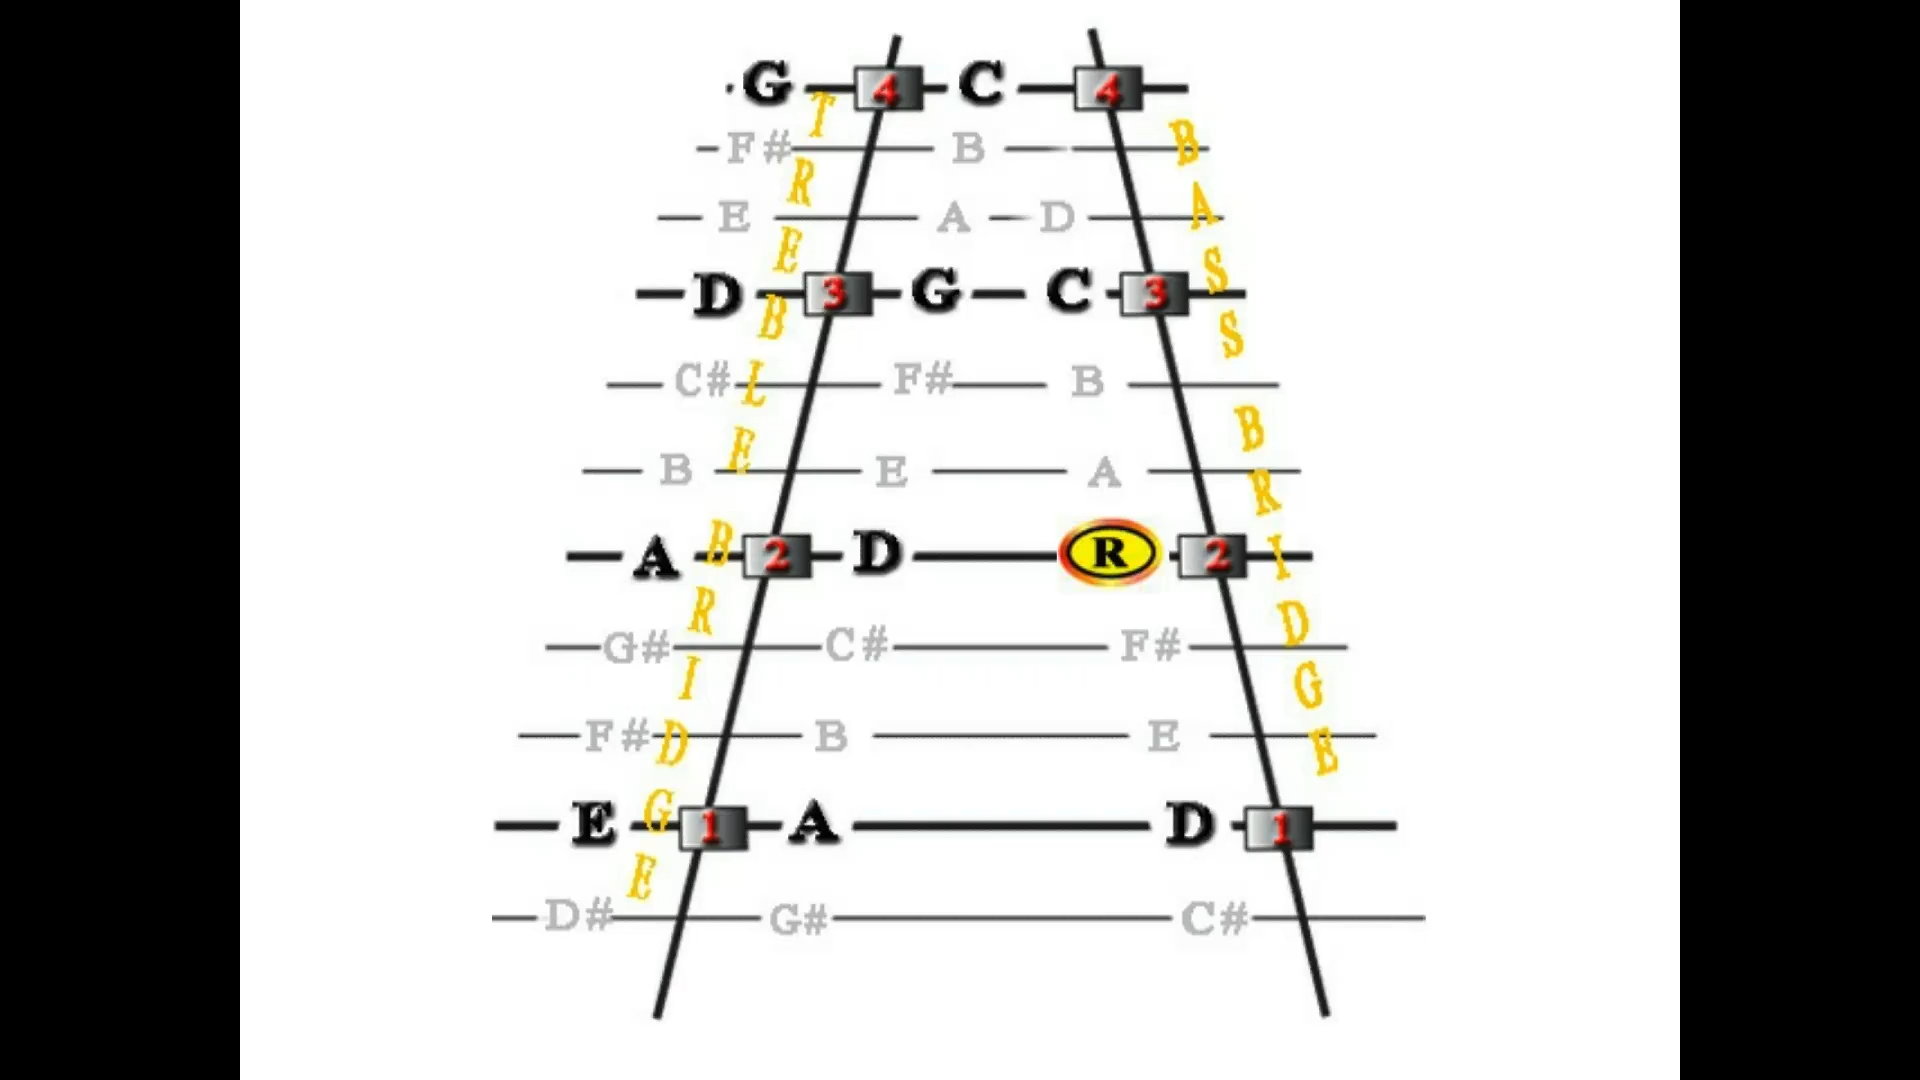 G 4 C 4
F# B
E A D
D 3 G C 3
C# F# B
B E A
A 2 D R 2
G# C# F#
F# B E
E 1 A D 1
D# G# C#
TREBLE BRIDGE
BASS BRIDGE